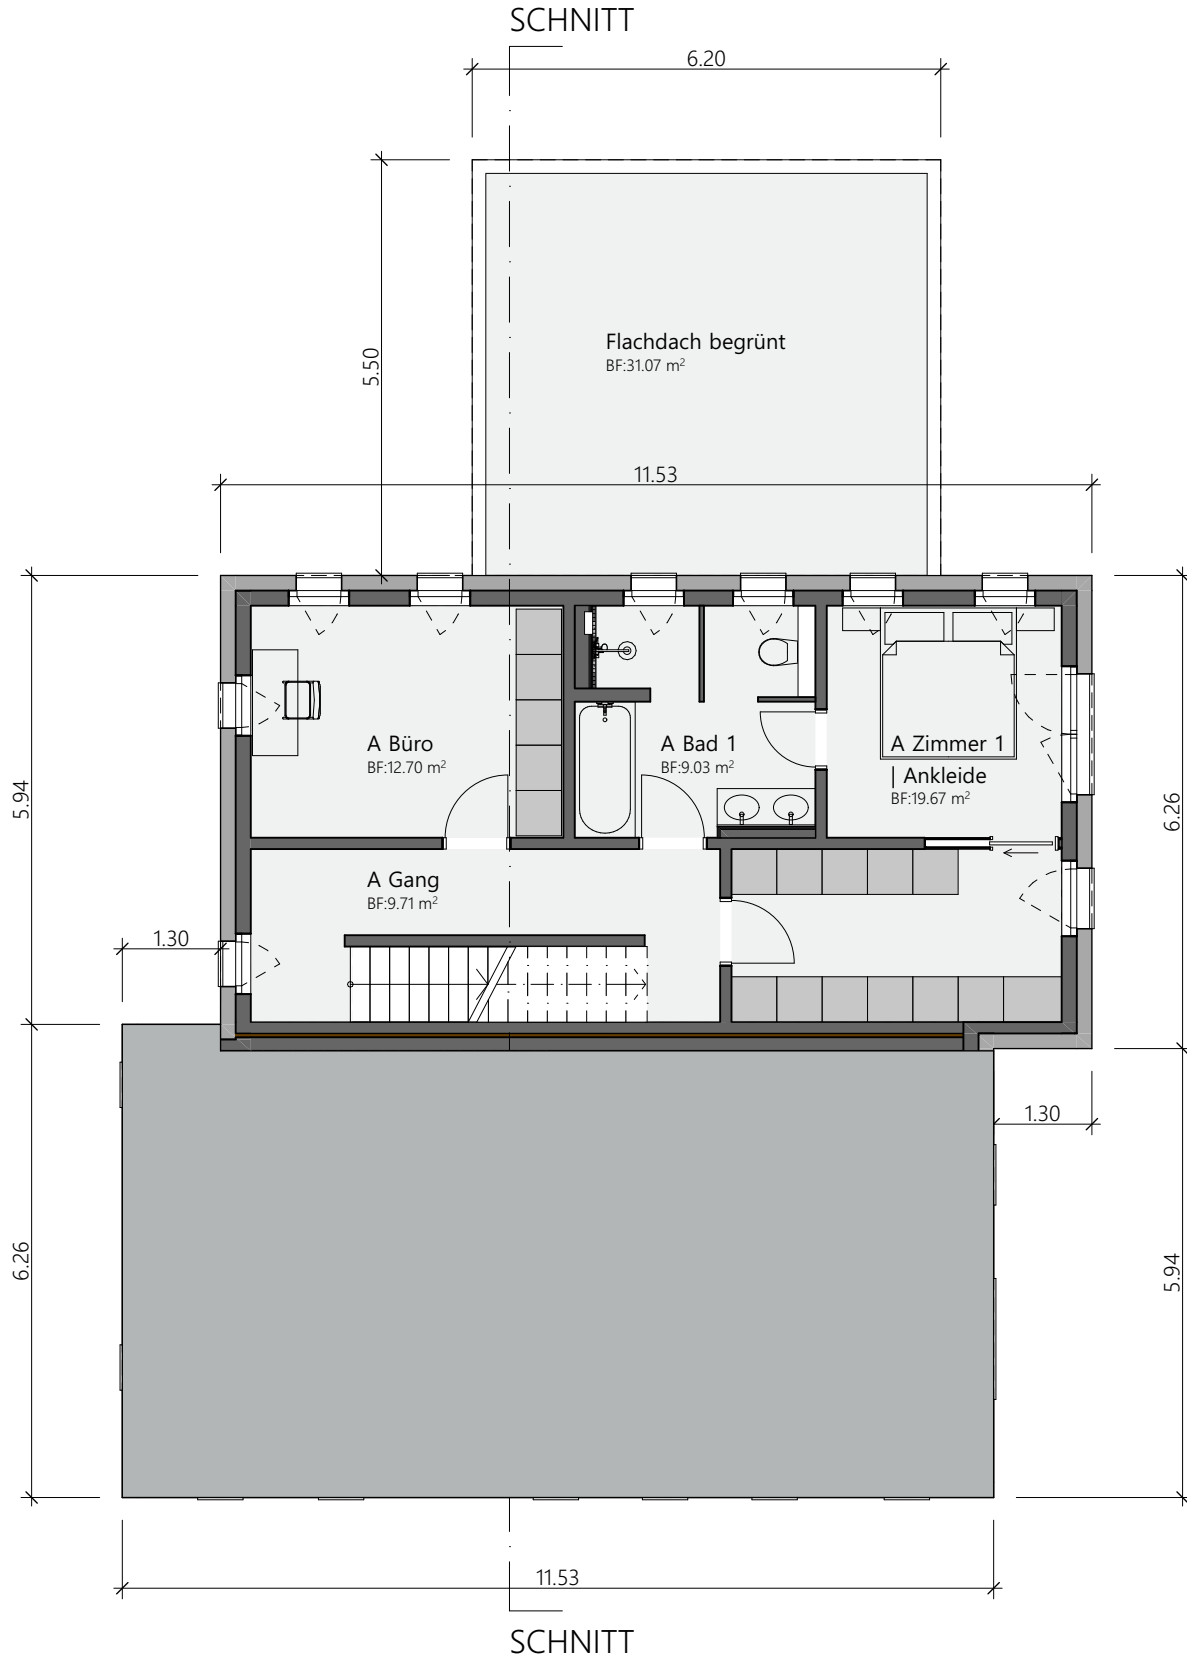 SCHNITT
6.20
5.50
Flachdach begrünt
BF:31.07 m²
11.53
A Büro
BF:12.70 m²
A Bad 1
BF:9.03 m²
A Zimmer 1
| Ankleide
BF:19.67 m²
5.94
6.26
A Gang
BF:9.71 m²
1.30
1.30
6.26
5.94
11.53
SCHNITT